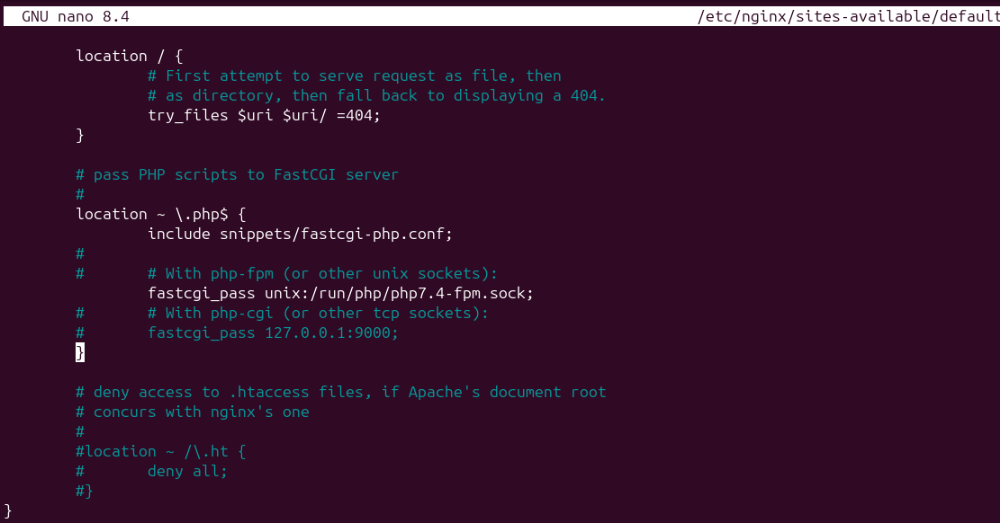 GNU nano 8.4 /etc/nginx/sites-available/default
location / {
# First attempt to serve request as file, then
# as directory, then fall back to displaying a 404.
try_files $uri $uri/ =404;
}
# pass PHP scripts to FastCGI server
#
location ~ \.php$ {
include snippets/fastcgi-php.conf;
#
# # With php-fpm (or other unix sockets):
fastcgi_pass unix:/run/php/php7.4-fpm.sock;
# # With php-cgi (or other tcp sockets):
# fastcgi_pass 127.0.0.1:9000;
}
# deny access to .htaccess files, if Apache's document root
# concurs with nginx's one
#
#location ~ /\.ht {
# deny all;
#}
}